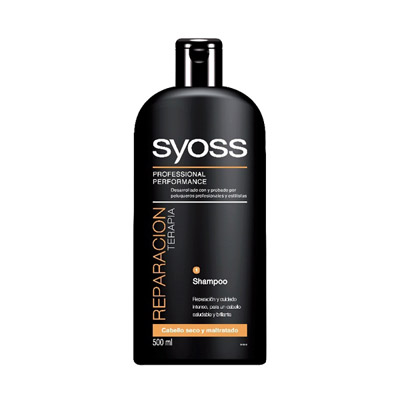 syoss
PROFESSIONAL
PERFORMANCE
Desarrollado con y probado por
peluqueros profesionales y estilistas
REPARACION
TERAPIA
1
Shampoo
Reparación y cuidado
intenso, para un cabello
saludable y brillante.
Cabello seco y maltratado
500 ml